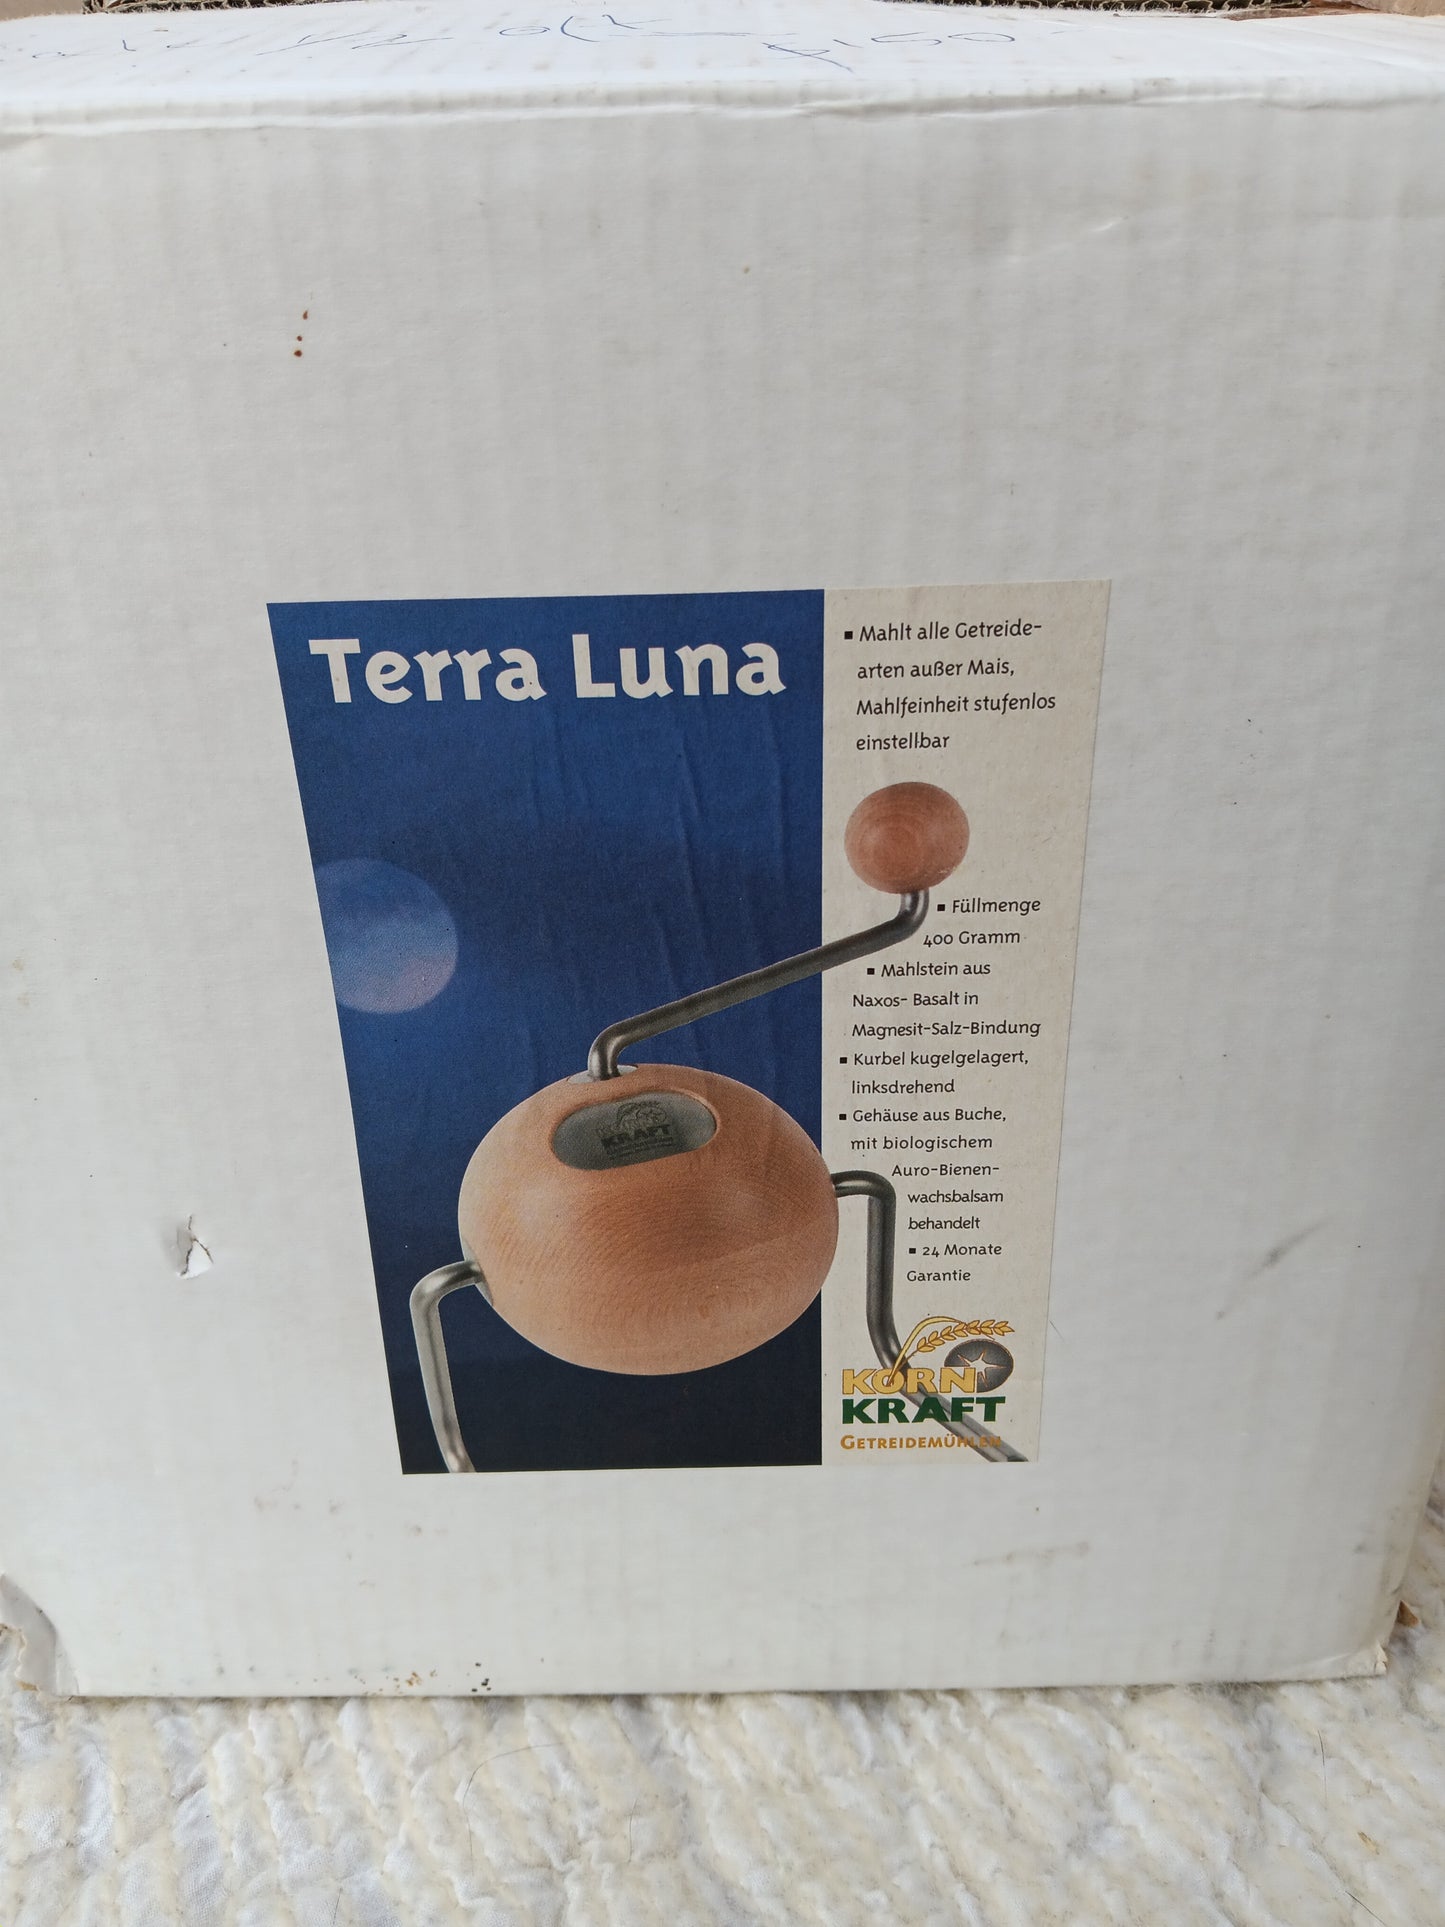 Terra Luna
▪ Mahlt alle Getreide-
arten außer Mais,
Mahlfeinheit stufenlos
einstellbar
▪ Füllmenge
400 Gramm
▪ Mahlstein aus
Naxos- Basalt in
Magnesit-Salz-Bindung
▪ Kurbel kugelgelagert,
linksdrehend
▪ Gehäuse aus Buche,
mit biologischem
Auro-Bienen-
wachsbalsam
behandelt
▪ 24 Monate
Garantie
KRAFT
KORN
KRAFT
GETREIDEMÜHLEN